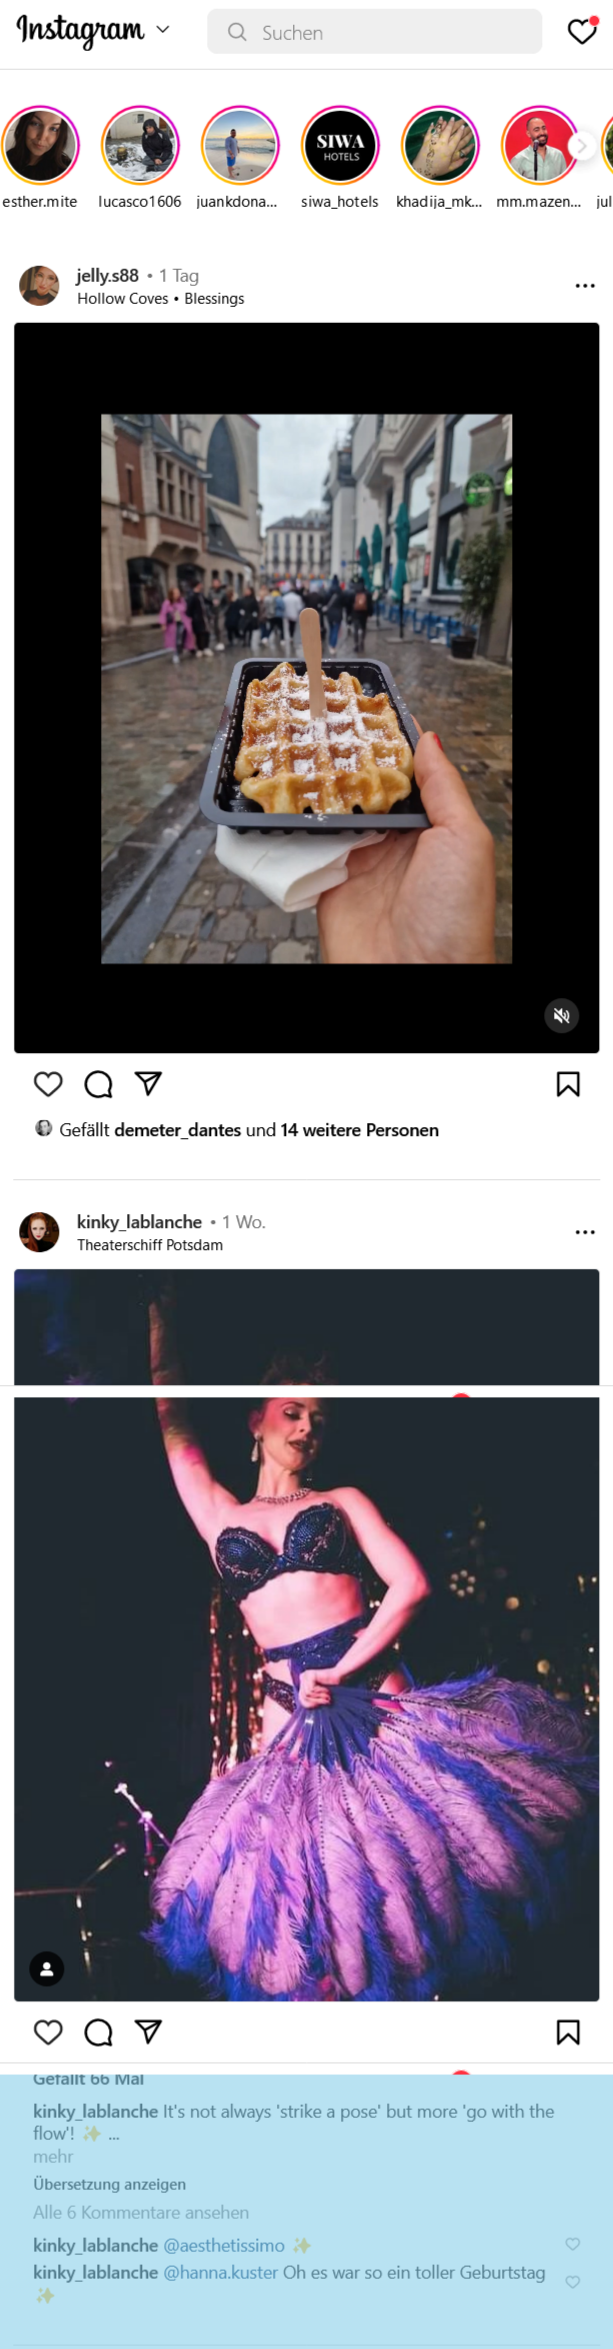 Instagram
Suchen
SIWA
HOTELS
esther.mite
lucasco1606
juankdona...
siwa_hotels
khadija_mk...
mm.mazen...
jul
jelly.s88 • 1 Tag
Hollow Coves • Blessings
Gefällt demeter_dantes und 14 weitere Personen
kinky_lablanche • 1 Wo.
Theaterschiff Potsdam
Gefällt 66 Mal
kinky_lablanche It's not always 'strike a pose' but more 'go with the
flow'! ✨ ...
mehr
Übersetzung anzeigen
Alle 6 Kommentare ansehen
kinky_lablanche @aesthetissimo ✨
kinky_lablanche @hanna.kuster Oh es war so ein toller Geburtstag
✨